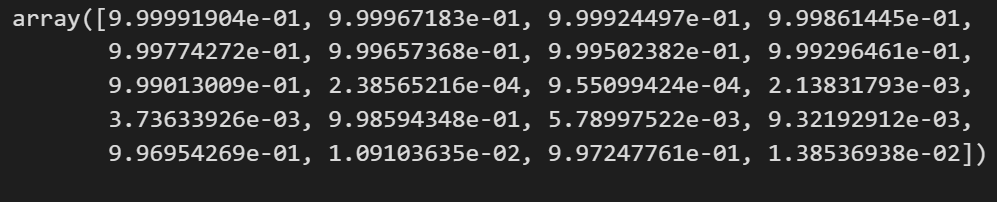 array([9.99991904e-01, 9.99967183e-01, 9.99924497e-01, 9.99861445e-01,
9.99774272e-01, 9.99657368e-01, 9.99502382e-01, 9.99296461e-01,
9.99013009e-01, 2.38565216e-04, 9.55099424e-04, 2.13831793e-03,
3.73633926e-03, 9.98594348e-01, 5.78997522e-03, 9.32192912e-03,
9.96954269e-01, 1.09103635e-02, 9.97247761e-01, 1.38536938e-02])